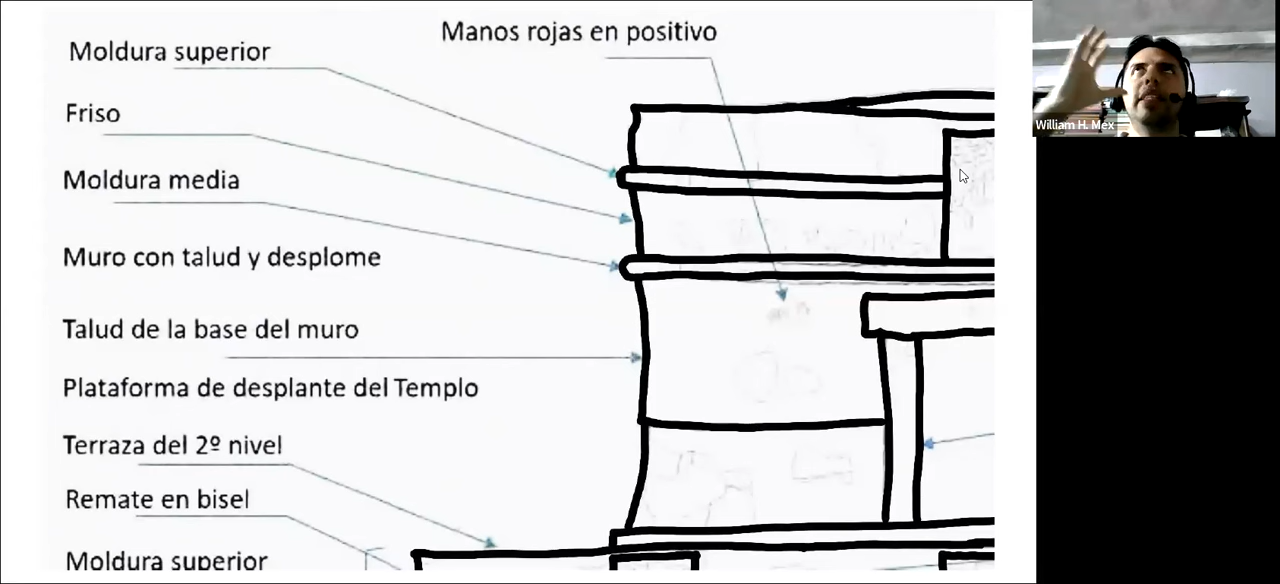 Manos rojas en positivo
Moldura superior
Friso
Moldura media
Muro con talud y desplome
Talud de la base del muro
Plataforma de desplante del Templo
Terraza del 2º nivel
Remate en bisel
Moldura superior
William H. Mex